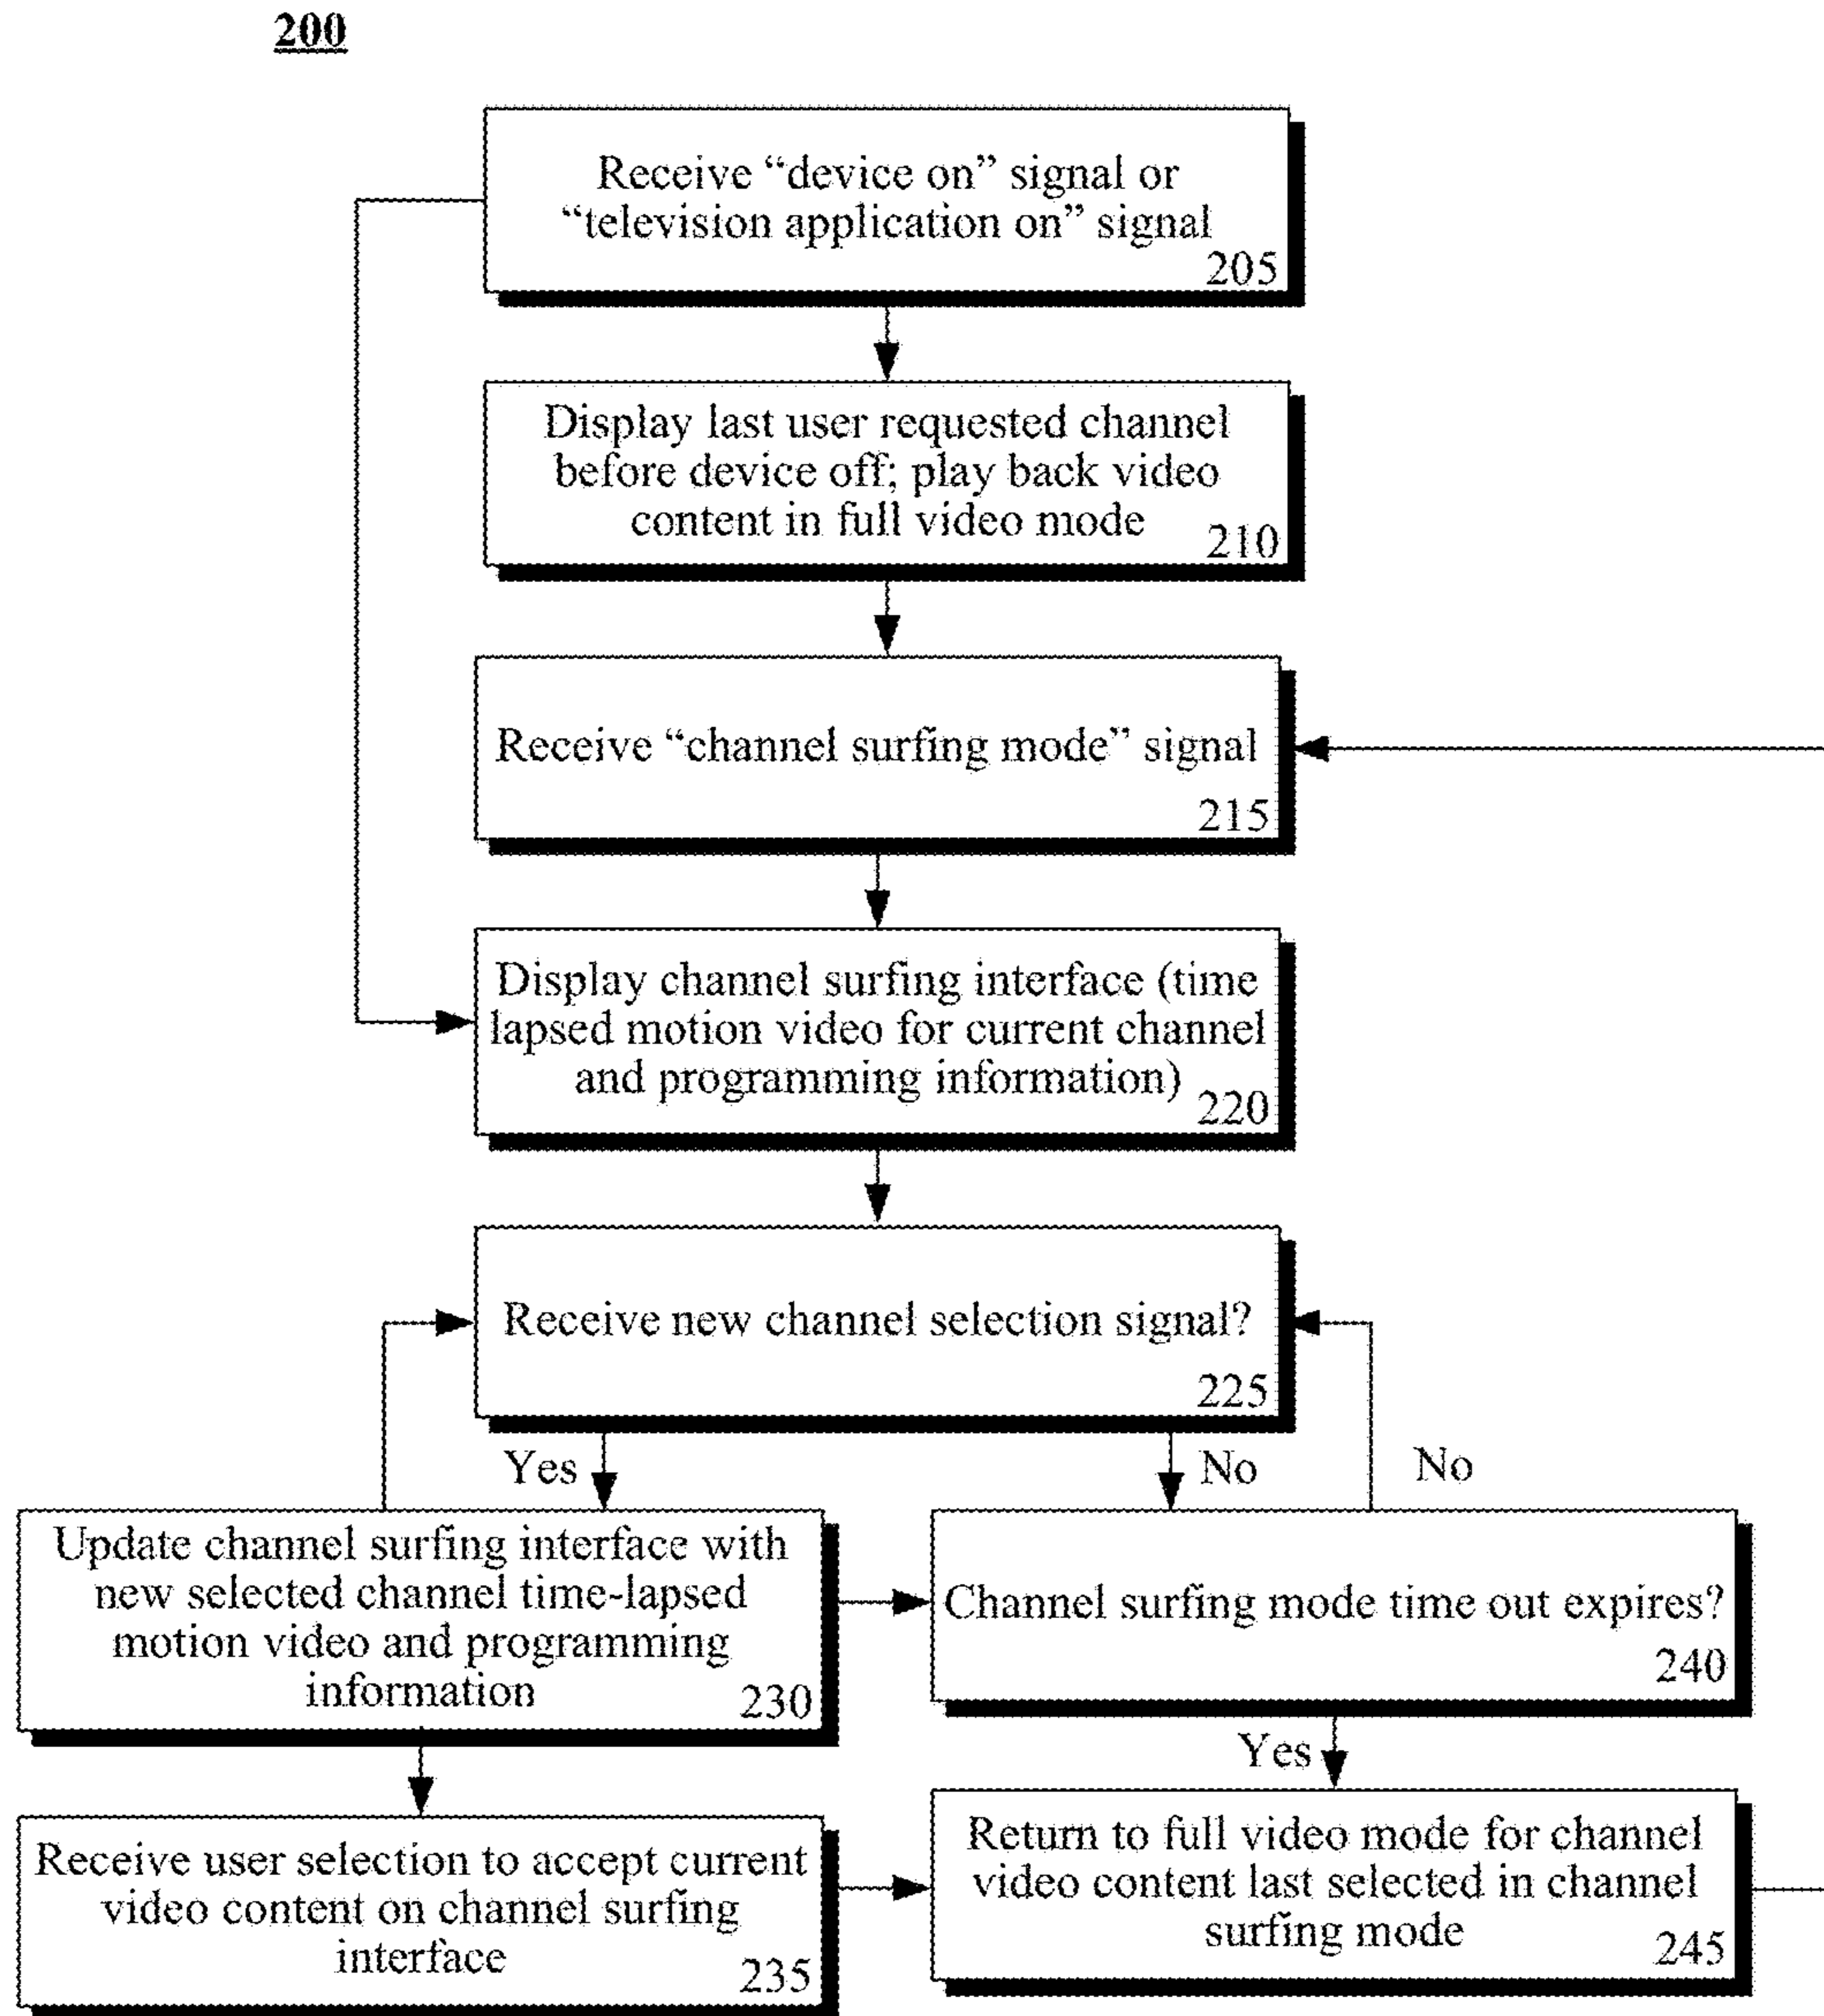 200
Receive “device on” signal or
“television application on” signal
205
Display last user requested channel
before device off; play back video
content in full video mode
210
Receive “channel surfing mode” signal
215
Display channel surfing interface (time
lapsed motion video for current channel
and programming information)
220
Receive new channel selection signal?
225
Yes
No
No
Update channel surfing interface with
new selected channel time-lapsed
motion video and programming
information
230
Channel surfing mode time out expires?
240
Yes
Receive user selection to accept current
video content on channel surfing
interface
235
Return to full video mode for channel
video content last selected in channel
surfing mode
245